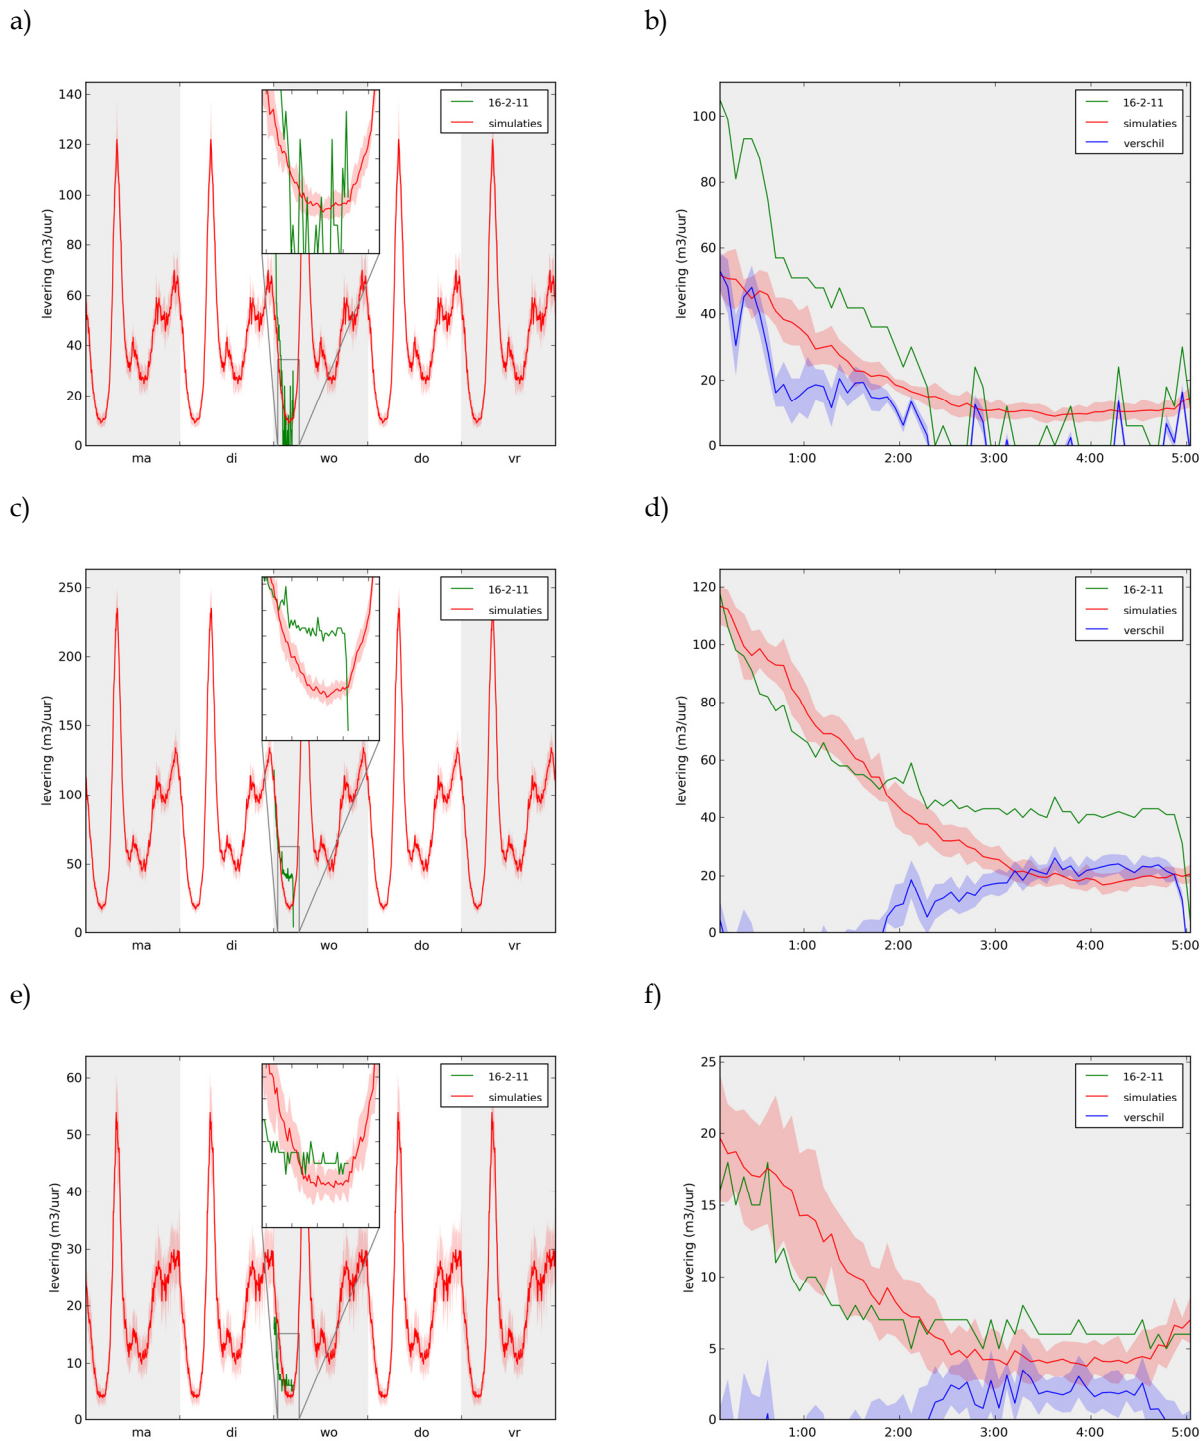 a)
levering (m3/uur)
140
120
100
80
60
40
20
0
ma di wo do vr
16-2-11
simulaties
b)
levering (m3/uur)
100
80
60
40
20
0
1:00 2:00 3:00 4:00 5:00
16-2-11
simulaties
verschil
c)
levering (m3/uur)
250
200
150
100
50
0
ma di wo do vr
16-2-11
simulaties
d)
levering (m3/uur)
120
100
80
60
40
20
0
1:00 2:00 3:00 4:00 5:00
16-2-11
simulaties
verschil
e)
levering (m3/uur)
60
50
40
30
20
10
0
ma di wo do vr
16-2-11
simulaties
f)
levering (m3/uur)
25
20
15
10
5
0
1:00 2:00 3:00 4:00 5:00
16-2-11
simulaties
verschil